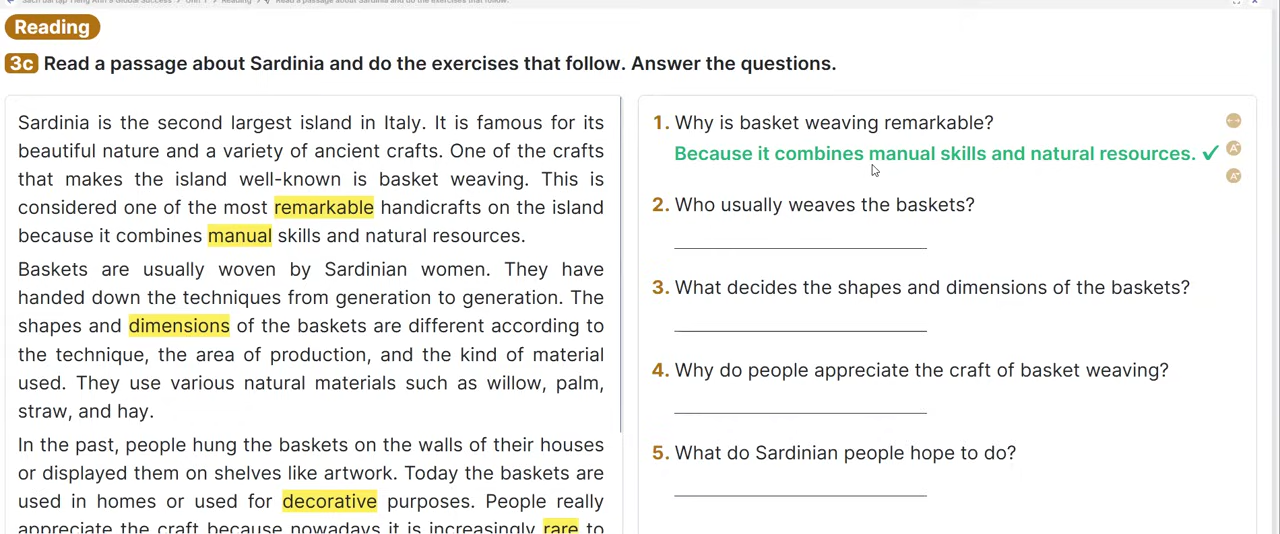 Reading
3c Read a passage about Sardinia and do the exercises that follow. Answer the questions.
Sardinia is the second largest island in Italy. It is famous for its
beautiful nature and a variety of ancient crafts. One of the crafts
that makes the island well-known is basket weaving. This is
considered one of the most remarkable handicrafts on the island
because it combines manual skills and natural resources.
Baskets are usually woven by Sardinian women. They have
handed down the techniques from generation to generation. The
shapes and dimensions of the baskets are different according to
the technique, the area of production, and the kind of material
used. They use various natural materials such as willow, palm,
straw, and hay.
In the past, people hung the baskets on the walls of their houses
or displayed them on shelves like artwork. Today the baskets are
used in homes or used for decorative purposes. People really
appreciate the craft because nowadays it is increasingly rare to
1. Why is basket weaving remarkable?
Because it combines manual skills and natural resources. ✓
2. Who usually weaves the baskets?
3. What decides the shapes and dimensions of the baskets?
4. Why do people appreciate the craft of basket weaving?
5. What do Sardinian people hope to do?